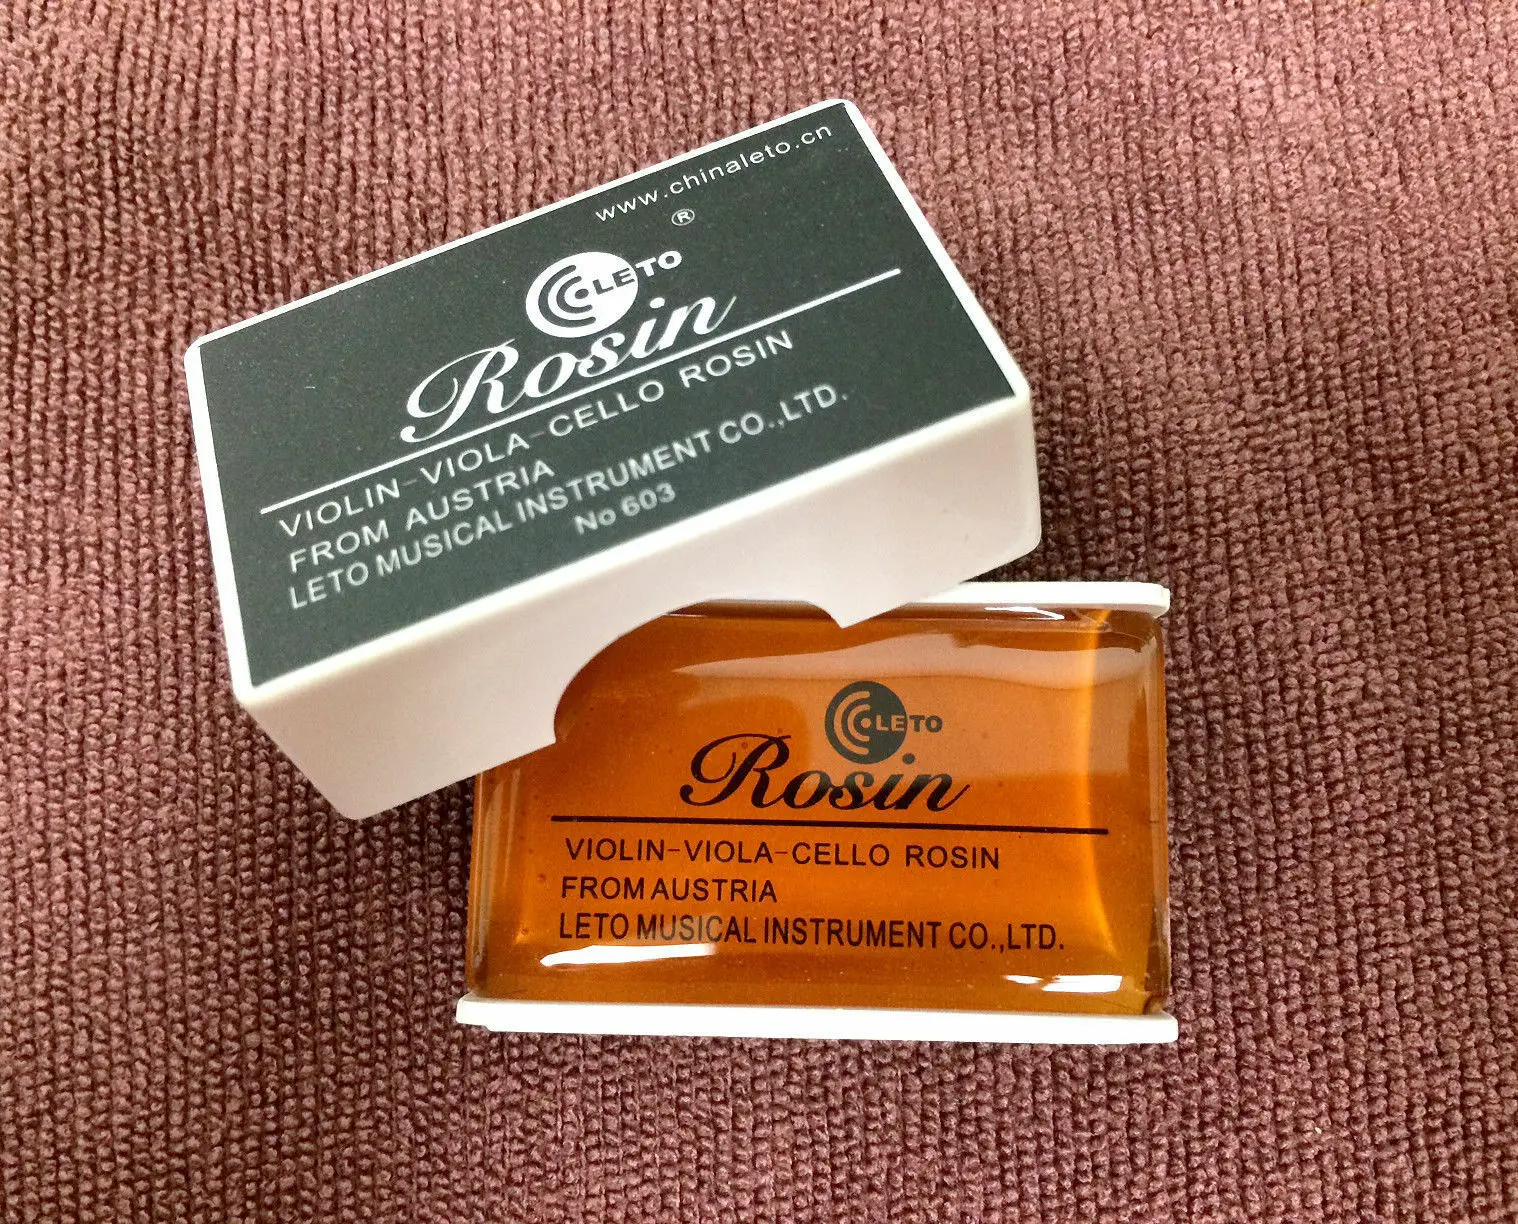 www.chinaleto.cn
®
LETO
Rosin
VIOLIN-VIOLA-CELLO ROSIN
FROM AUSTRIA
LETO MUSICAL INSTRUMENT CO.,LTD.
No 603
LETO
Rosin
VIOLIN-VIOLA-CELLO ROSIN
FROM AUSTRIA
LETO MUSICAL INSTRUMENT CO.,LTD.